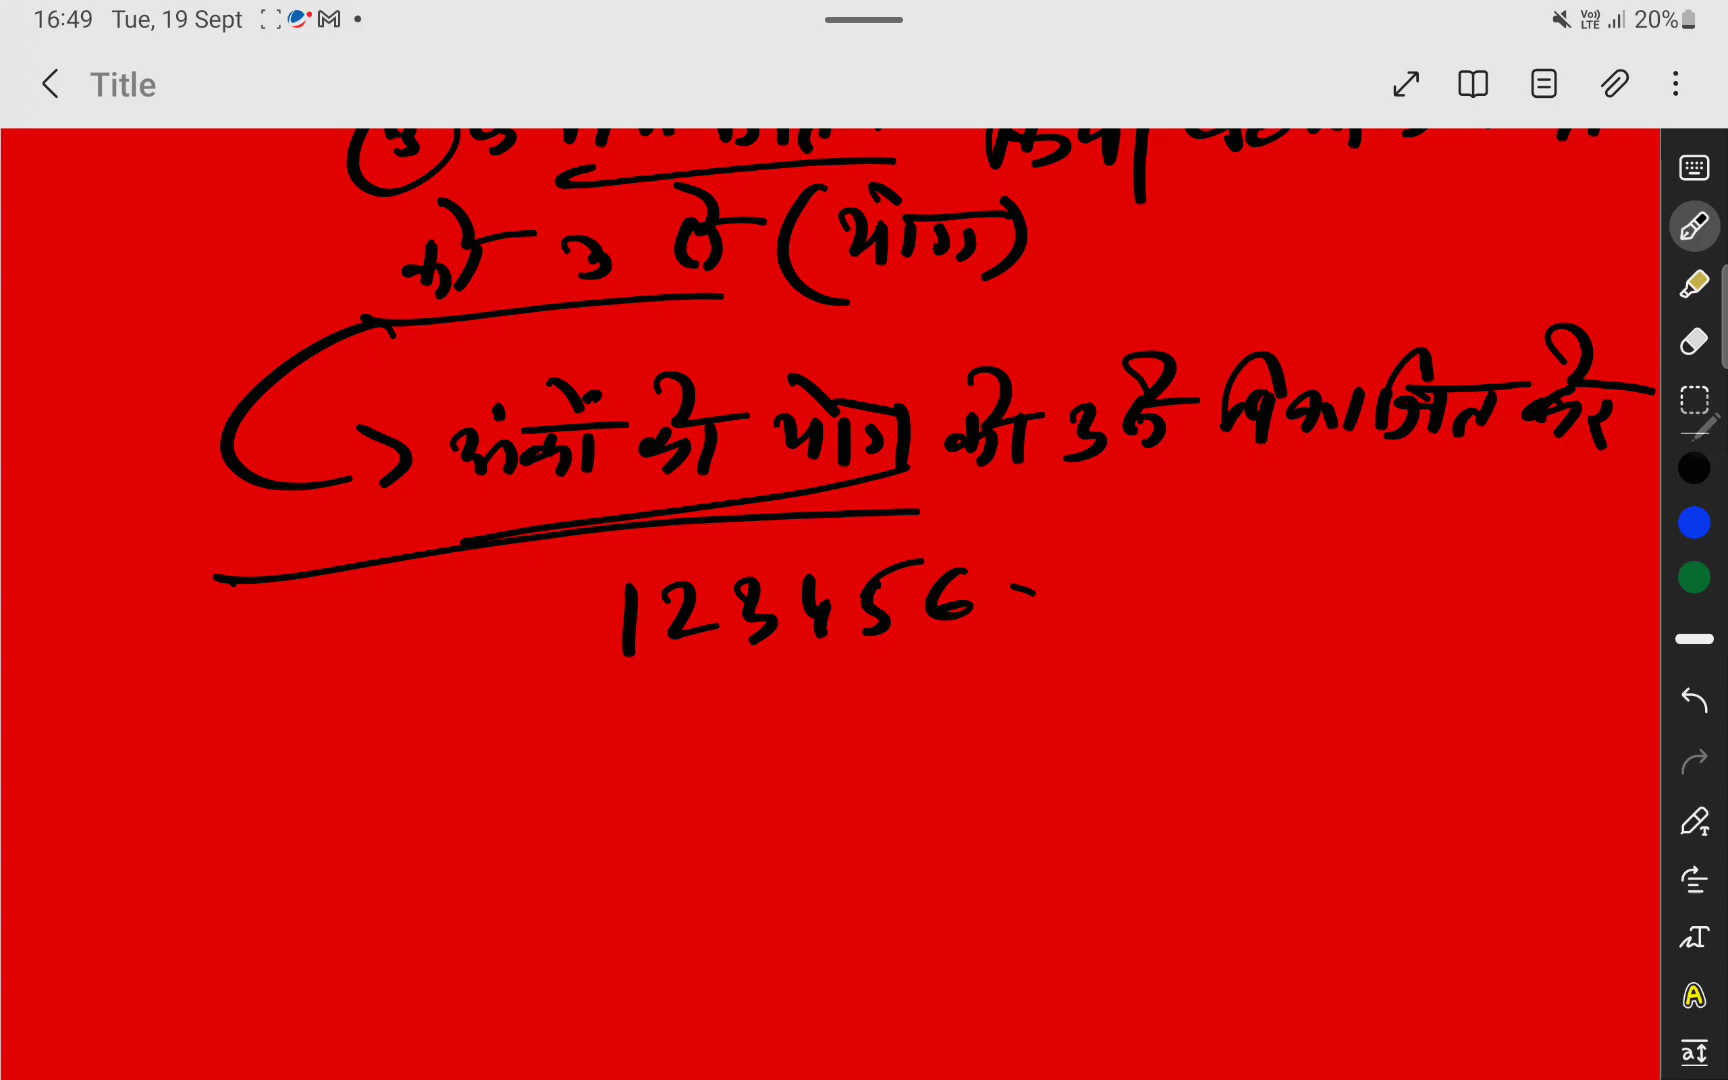 16:49 Tue, 19 Sept 20%
Title
को 3 से (योग)
अंकों को योग को 3 से विभाजित करे
123456 -